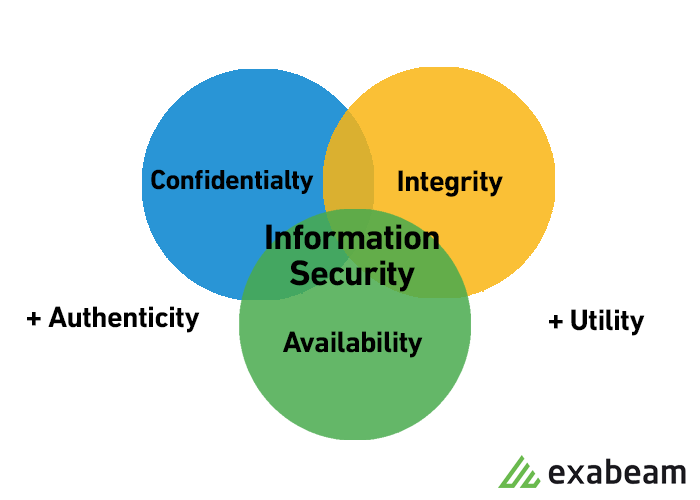 Confidentialty
Integrity
Information
Security
+ Authenticity
+ Utility
Availability
exabeam